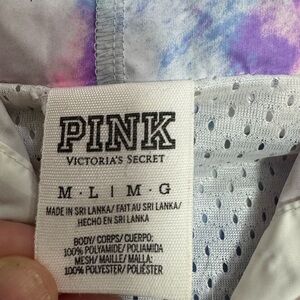 PINK
VICTORIA'S SECRET
M · L | M · G
MADE IN SRI LANKA/ FAIT AU SRI LANKA/
HECHO EN SRI LANKA
BODY/ CORPS/ CUERPO:
100% POLYAMIDE/ POLIAMIDA
MESH/ MAILLE/ MALLA:
100% POLYESTER/ POLIÉSTER